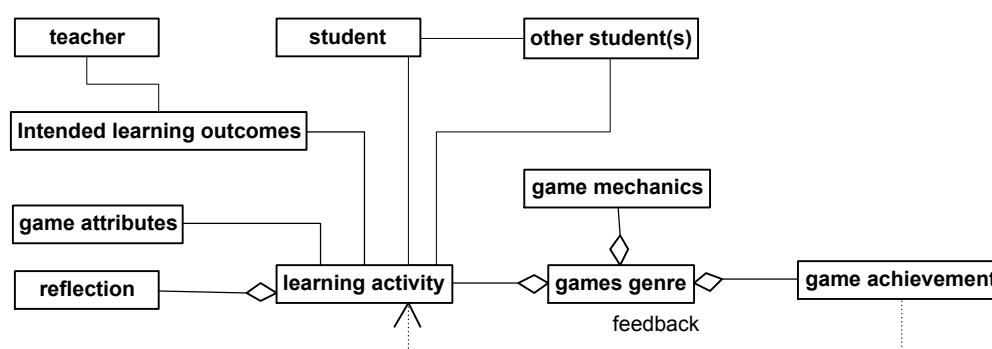 teacher
student
other student(s)
Intended learning outcomes
game mechanics
game attributes
reflection
learning activity
games genre
game achievement
feedback